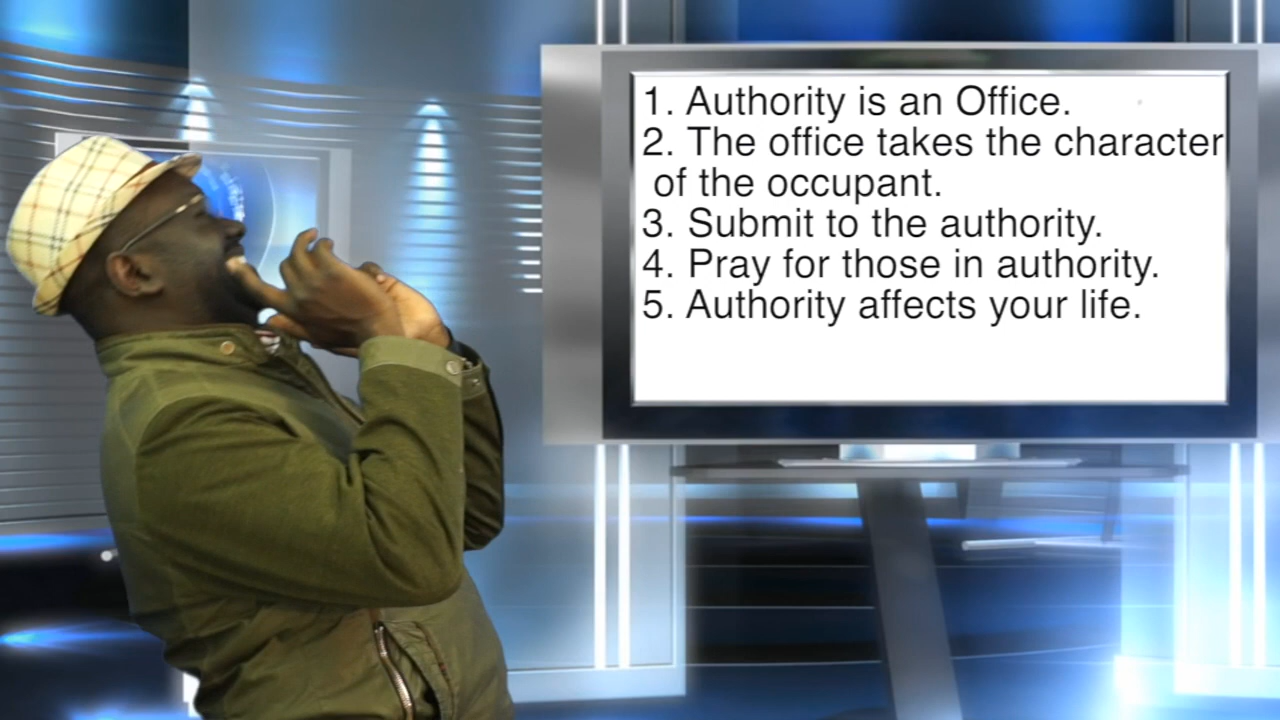 1. Authority is an Office.
2. The office takes the character
of the occupant.
3. Submit to the authority.
4. Pray for those in authority.
5. Authority affects your life.